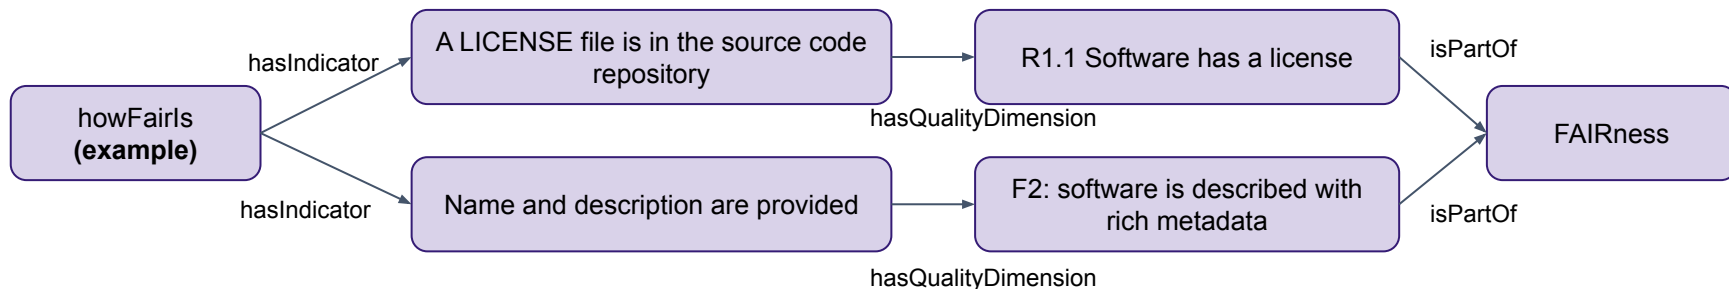 howFairIs
(example)
hasIndicator
A LICENSE file is in the source code
repository
hasQualityDimension
R1.1 Software has a license
isPartOf
FAIRness
hasIndicator
Name and description are provided
hasQualityDimension
F2: software is described with
rich metadata
isPartOf